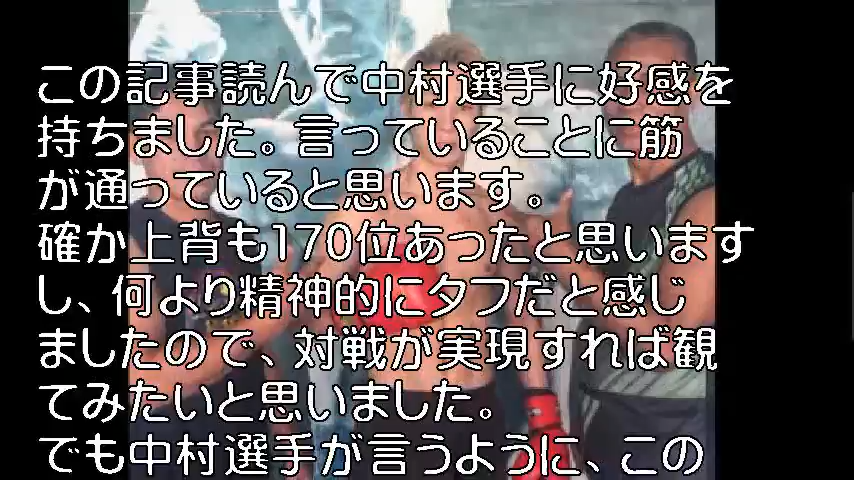 この記事読んで中村選手に好感を
持ちました。言っていることに筋
が通っていると思います。
確か上背も170位あったと思います
し、何より精神的にタフだと感じ
ましたので、対戦が実現すれば観
てみたいと思いました。
でも中村選手が言うように、この